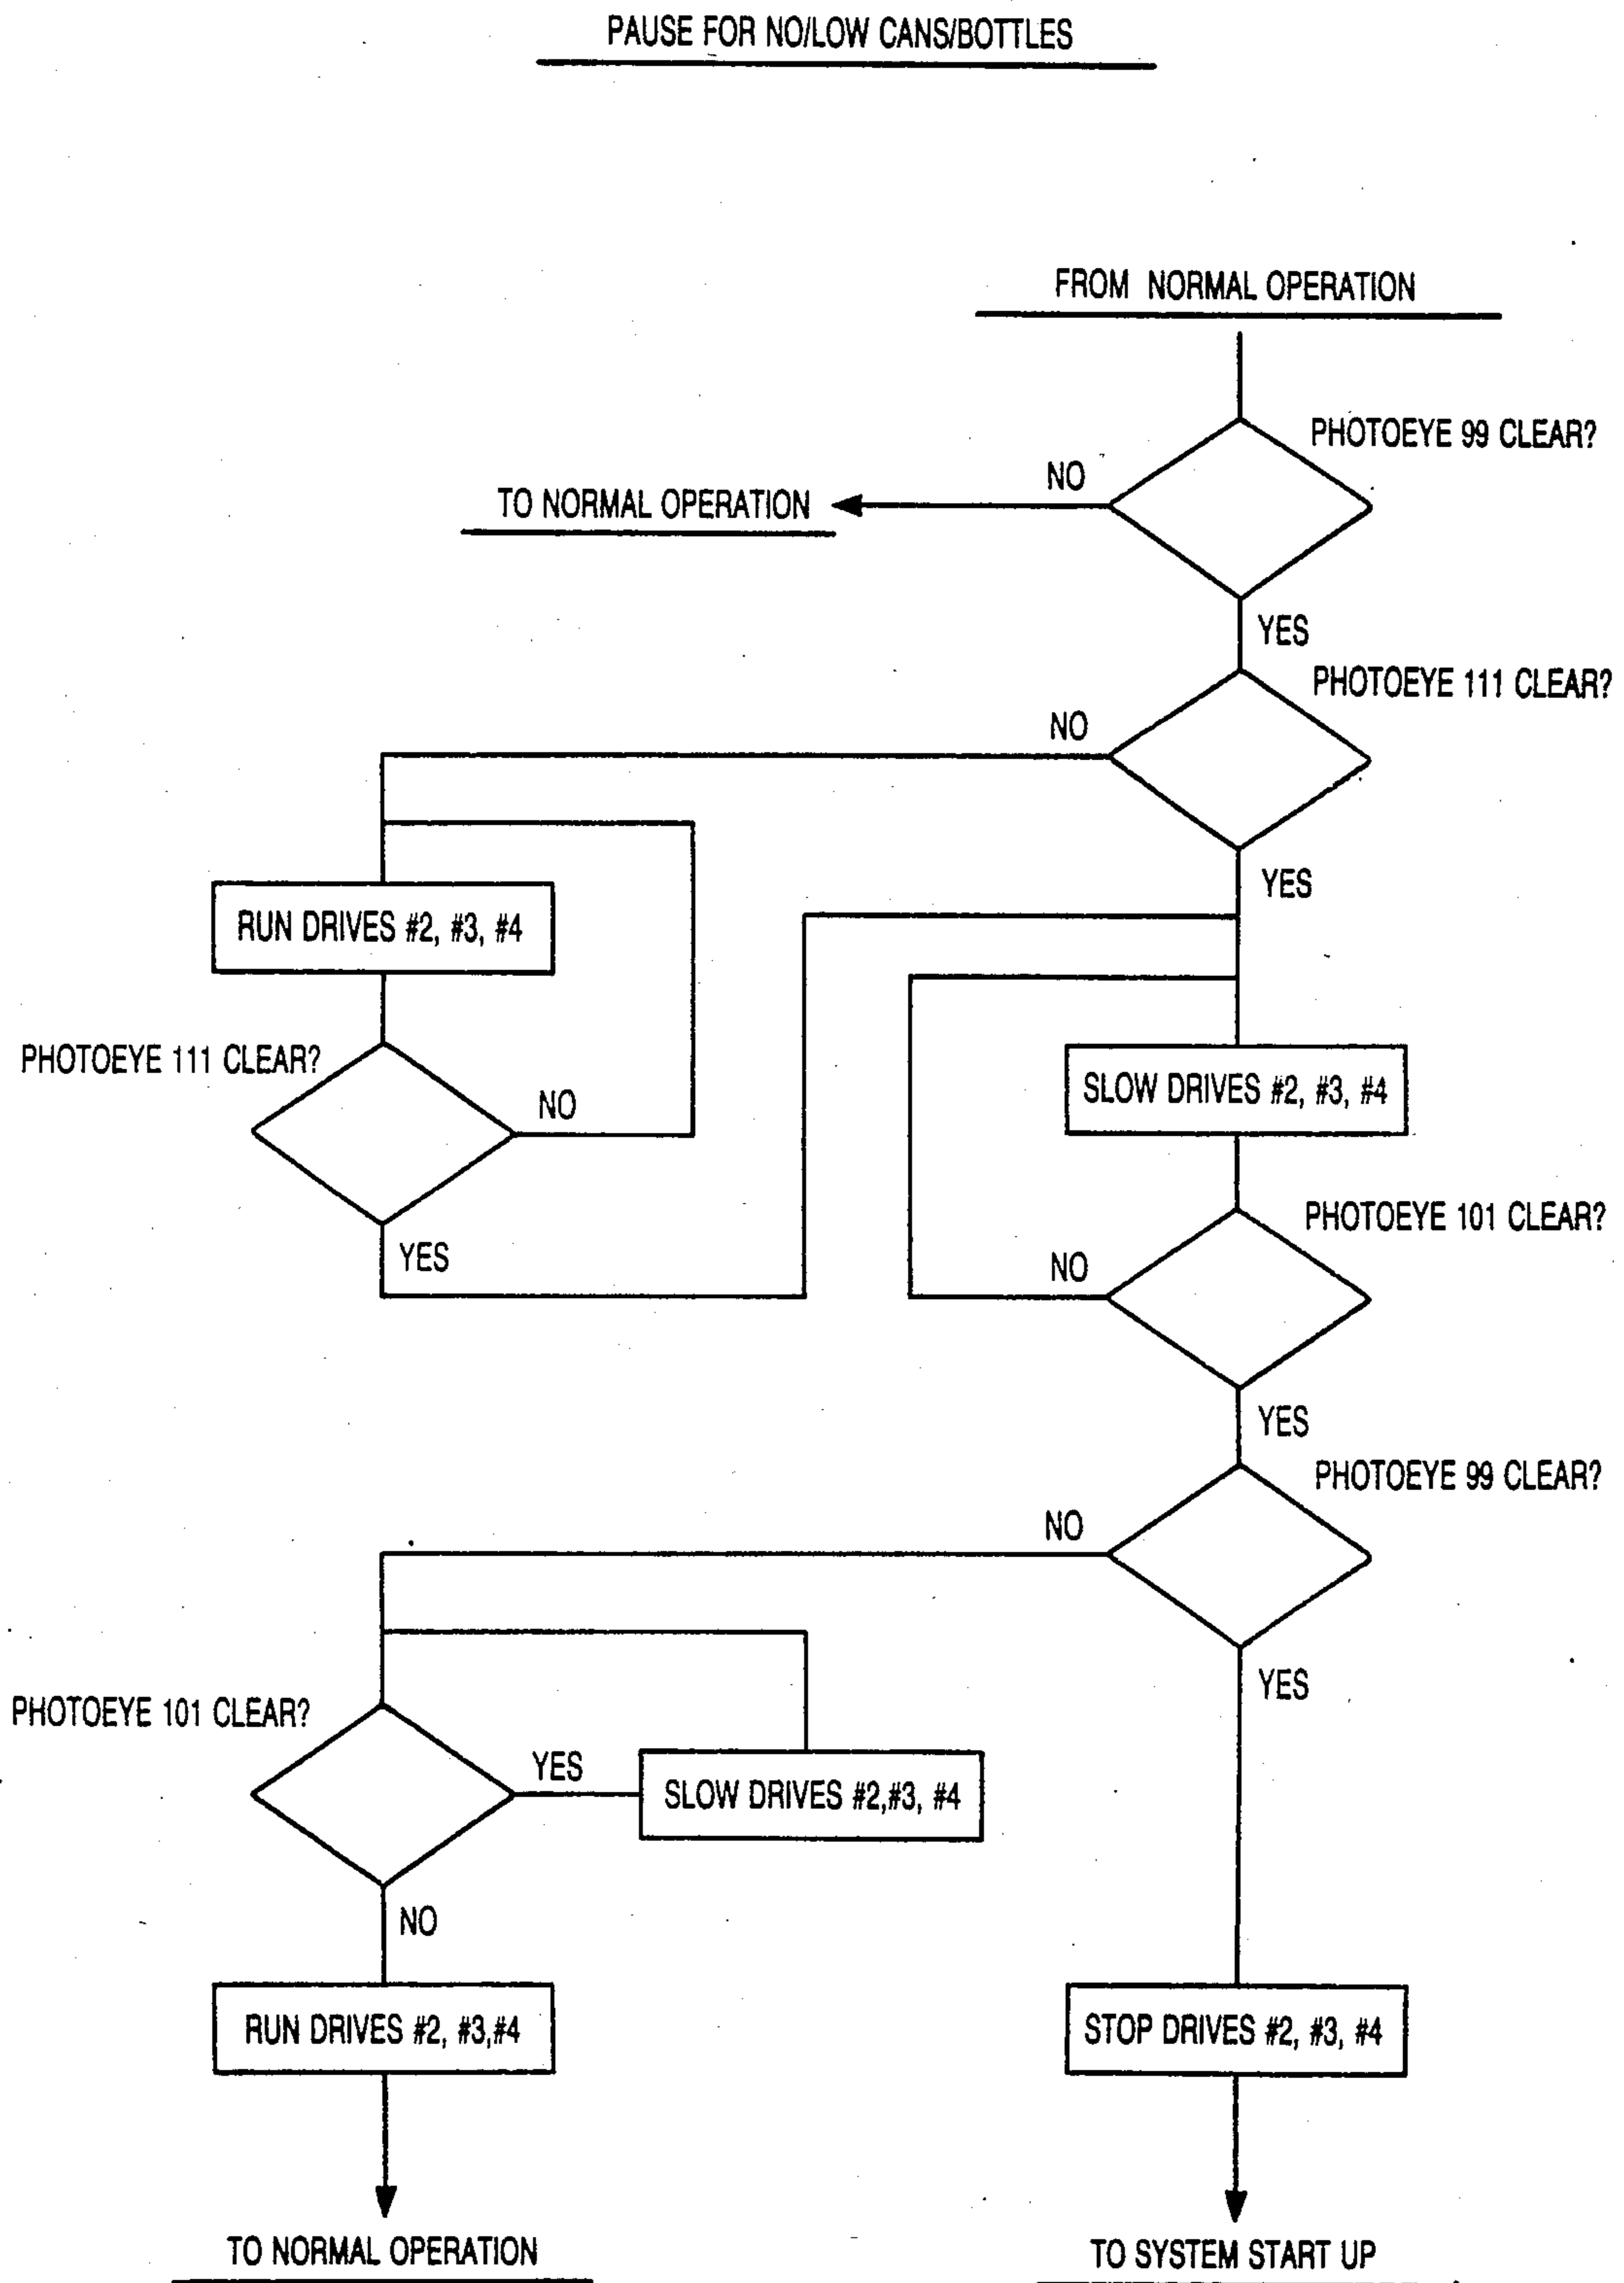 PAUSE FOR NO/LOW CANS/BOTTLES
FROM NORMAL OPERATION
PHOTOEYE 99 CLEAR?
NO
TO NORMAL OPERATION
YES
PHOTOEYE 111 CLEAR?
NO
YES
RUN DRIVES #2, #3, #4
PHOTOEYE 111 CLEAR?
NO
SLOW DRIVES #2, #3, #4
YES
PHOTOEYE 101 CLEAR?
NO
YES
PHOTOEYE 99 CLEAR?
NO
YES
PHOTOEYE 101 CLEAR?
YES
SLOW DRIVES #2,#3, #4
NO
RUN DRIVES #2, #3,#4
STOP DRIVES #2, #3, #4
TO NORMAL OPERATION
TO SYSTEM START UP